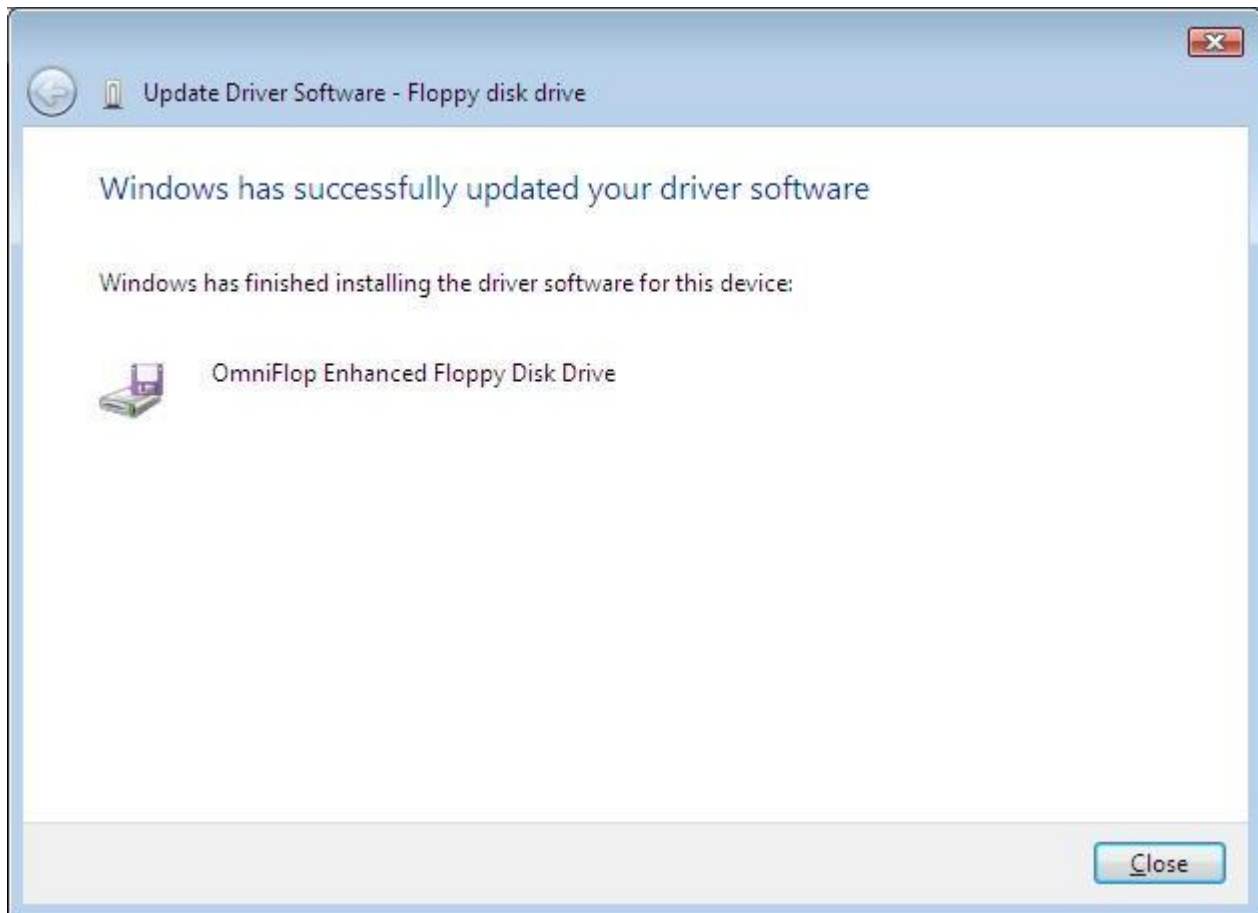 Update Driver Software - Floppy disk drive
Windows has successfully updated your driver software
Windows has finished installing the driver software for this device:
OmniFlop Enhanced Floppy Disk Drive
Close